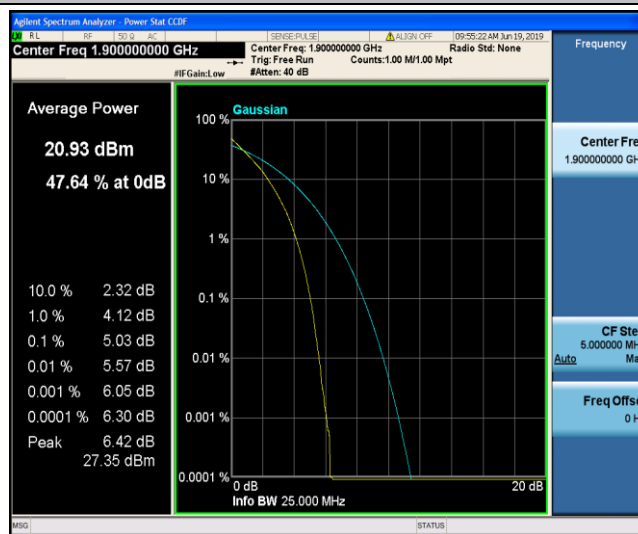 Agilent Spectrum Analyzer - Power Stat CCDF
RL RF 50 Ω AC SENSE:PULSE ALIGN OFF 09:55:22 AM Jun 19, 2019
Center Freq 1.900000000 GHz
Center Freq: 1.900000000 GHz Radio Std: None
Trig: Free Run Counts:1.00 M/1.00 Mpt
#IFGain:Low #Atten: 40 dB
Frequency
Average Power
20.93 dBm
47.64 % at 0dB
10.0 % 2.32 dB
1.0 % 4.12 dB
0.1 % 5.03 dB
0.01 % 5.57 dB
0.001 % 6.05 dB
0.0001 % 6.30 dB
Peak 6.42 dB
27.35 dBm
Gaussian
100 %
10 %
1 %
0.1 %
0.01 %
0.001 %
0.0001 %
0 dB 20 dB
Info BW 25.000 MHz
Center Fre
1.900000000 GH
CF Ste
5.000000 MH
Auto Ma
Freq Offse
0 H
MSG STATUS